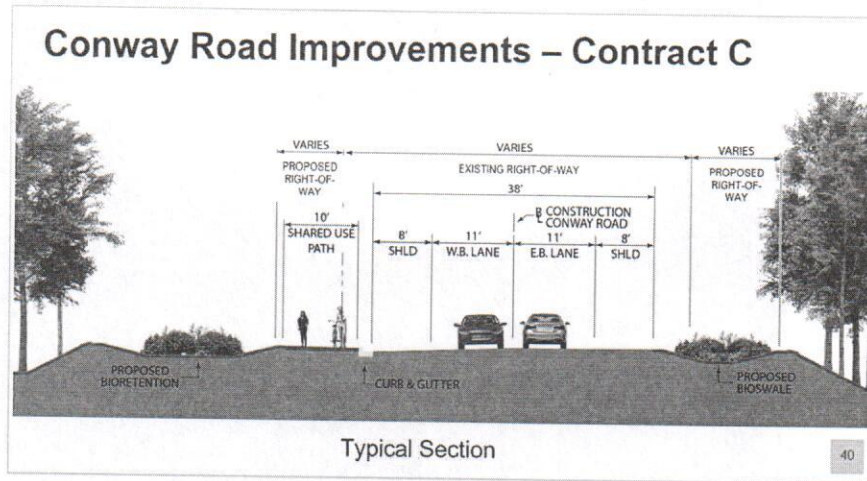 Conway Road Improvements – Contract C
VARIES
VARIES
VARIES
PROPOSED
RIGHT-OF-
WAY
EXISTING RIGHT-OF-WAY
PROPOSED
RIGHT-OF-
WAY
38'
10'
SHARED USE
PATH
8'
SHLD
11'
W.B. LANE
B CONSTRUCTION
L CONWAY ROAD
11'
E.B. LANE
8'
SHLD
PROPOSED
BIORETENTION
CURB & GUTTER
PROPOSED
BIOSWALE
Typical Section
40